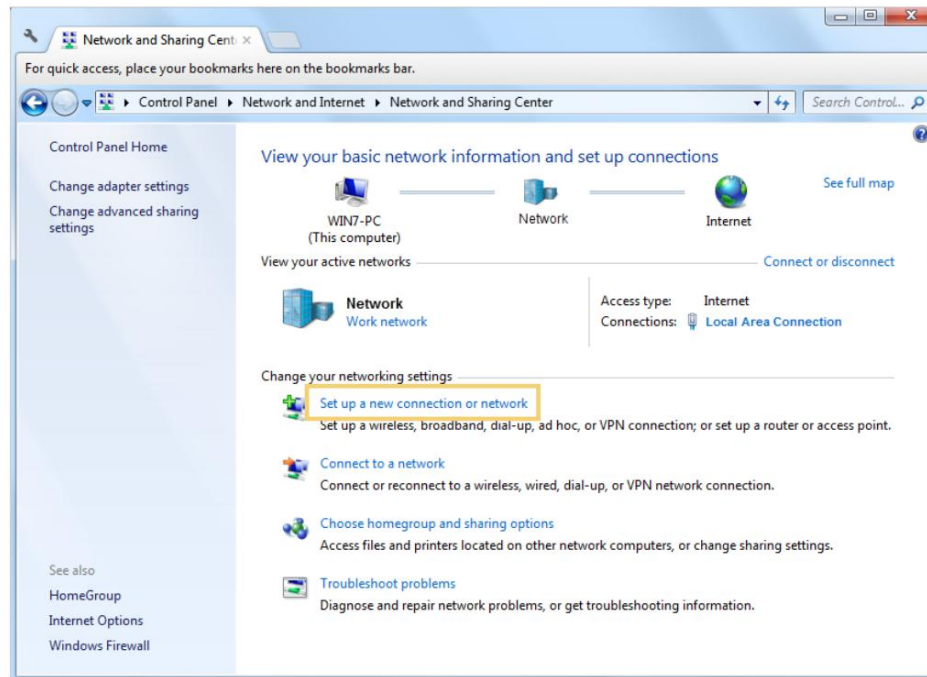 Network and Sharing Cent
For quick access, place your bookmarks here on the bookmarks bar.
Control Panel Network and Internet Network and Sharing Center
Search Control...
Control Panel Home
Change adapter settings
Change advanced sharing
settings
View your basic network information and set up connections
See full map
WIN7-PC
(This computer)
Network
Internet
View your active networks
Connect or disconnect
Network
Work network
Access type: Internet
Connections: Local Area Connection
Change your networking settings
Set up a new connection or network
Set up a wireless, broadband, dial-up, ad hoc, or VPN connection; or set up a router or access point.
Connect to a network
Connect or reconnect to a wireless, wired, dial-up, or VPN network connection.
Choose homegroup and sharing options
Access files and printers located on other network computers, or change sharing settings.
Troubleshoot problems
Diagnose and repair network problems, or get troubleshooting information.
See also
HomeGroup
Internet Options
Windows Firewall